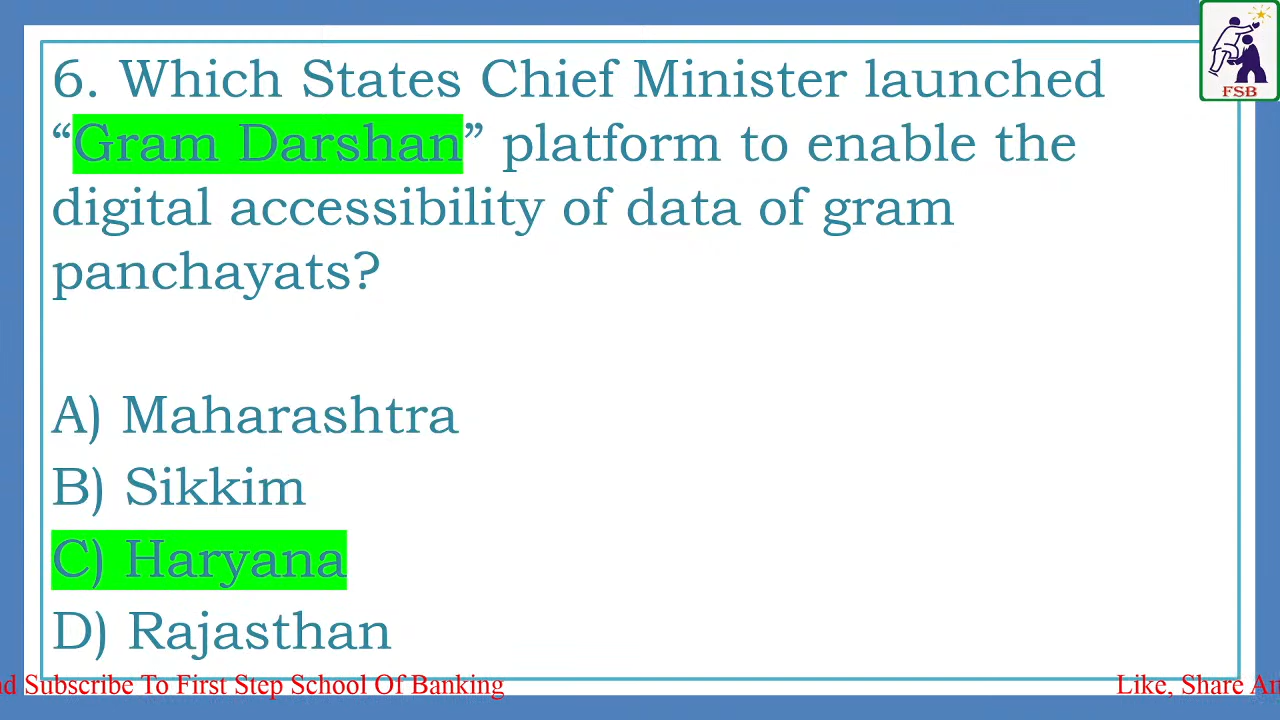 6. Which States Chief Minister launched
“Gram Darshan” platform to enable the
digital accessibility of data of gram
panchayats?
A) Maharashtra
B) Sikkim
C) Haryana
D) Rajasthan
FSB
nd Subscribe To First Step School Of Banking
Like, Share An